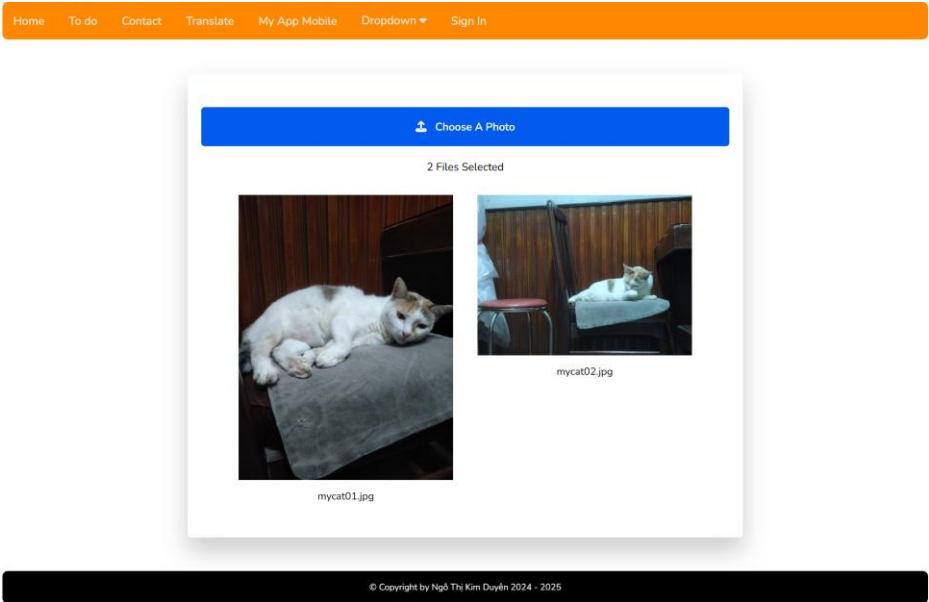 Home To do Contact Translate My App Mobile Dropdown Sign In
Choose A Photo
2 Files Selected
mycat01.jpg
mycat02.jpg
© Copyright by Ngô Thị Kim Duyên 2024 - 2025